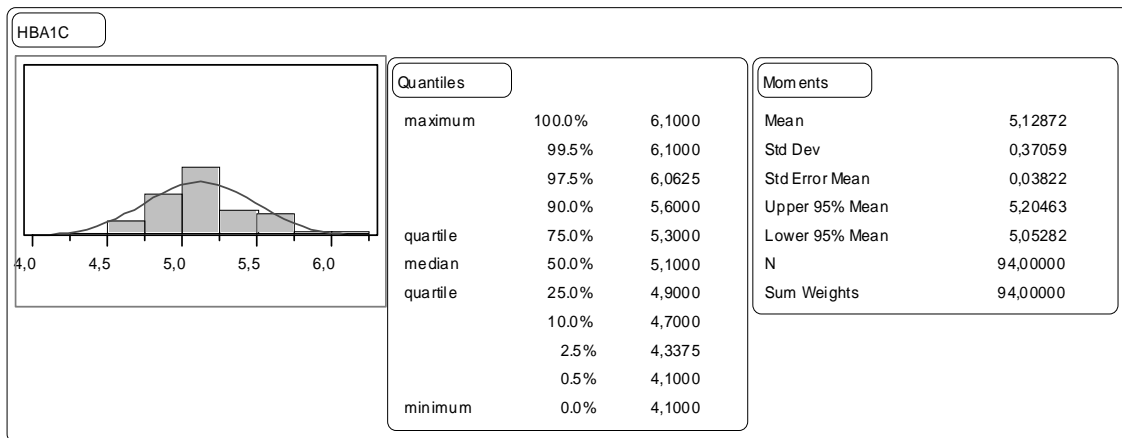 HBA1C
4,0 4,5 5,0 5,5 6,0
Quantiles
maximum 100.0% 6,1000
99.5% 6,1000
97.5% 6,0625
90.0% 5,6000
quartile 75.0% 5,3000
median 50.0% 5,1000
quartile 25.0% 4,9000
10.0% 4,7000
2.5% 4,3375
0.5% 4,1000
minimum 0.0% 4,1000
Moments
Mean 5,12872
Std Dev 0,37059
Std Error Mean 0,03822
Upper 95% Mean 5,20463
Lower 95% Mean 5,05282
N 94,00000
Sum Weights 94,00000